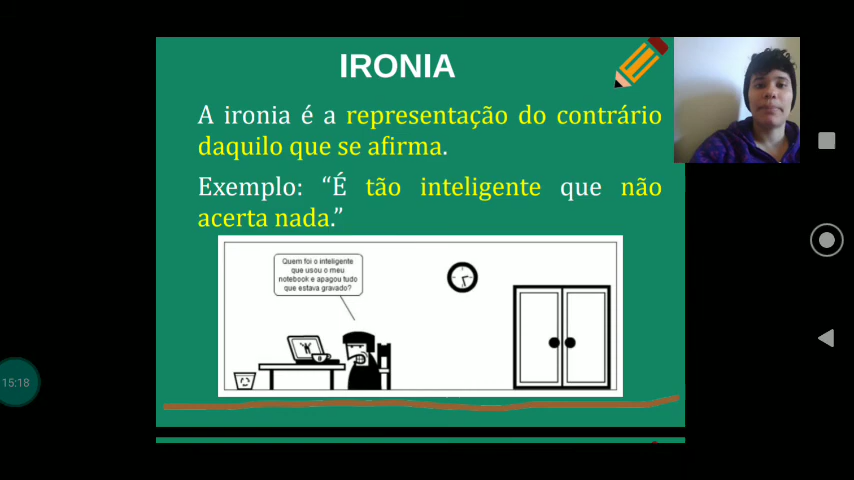 IRONIA
A ironia é a representação do contrário
daquilo que se afirma.
Exemplo: “É tão inteligente que não
acerta nada.”
Quem foi o inteligente
que usou o meu
notebook e apagou tudo
que estava gravado?
15:18